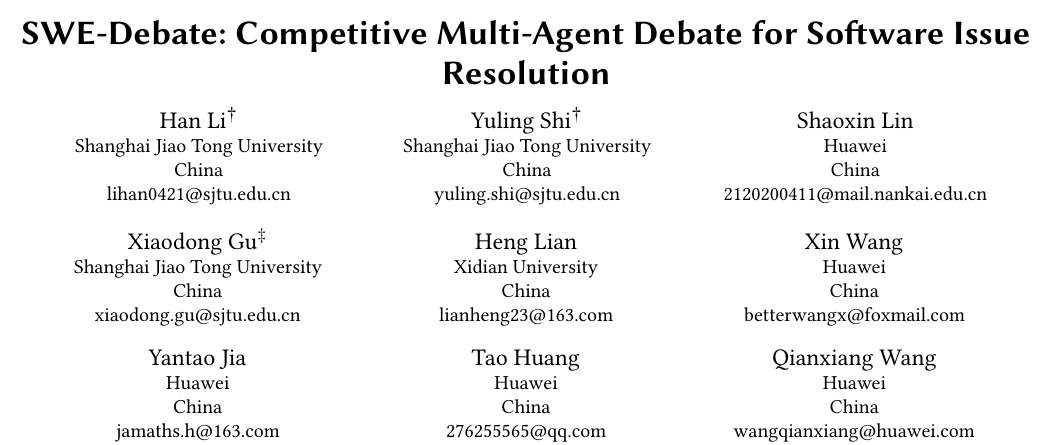 SWE-Debate: Competitive Multi-Agent Debate for Software Issue
Resolution
Han Li†
Shanghai Jiao Tong University
China
lihan0421@sjtu.edu.cn
Yuling Shi†
Shanghai Jiao Tong University
China
yuling.shi@sjtu.edu.cn
Shaoxin Lin
Huawei
China
2120200411@mail.nankai.edu.cn
Xiaodong Gu‡
Shanghai Jiao Tong University
China
xiaodong.gu@sjtu.edu.cn
Heng Lian
Xidian University
China
lianheng23@163.com
Xin Wang
Huawei
China
betterwangx@foxmail.com
Yantao Jia
Huawei
China
jamaths.h@163.com
Tao Huang
Huawei
China
276255565@qq.com
Qianxiang Wang
Huawei
China
wangqianxiang@huawei.com